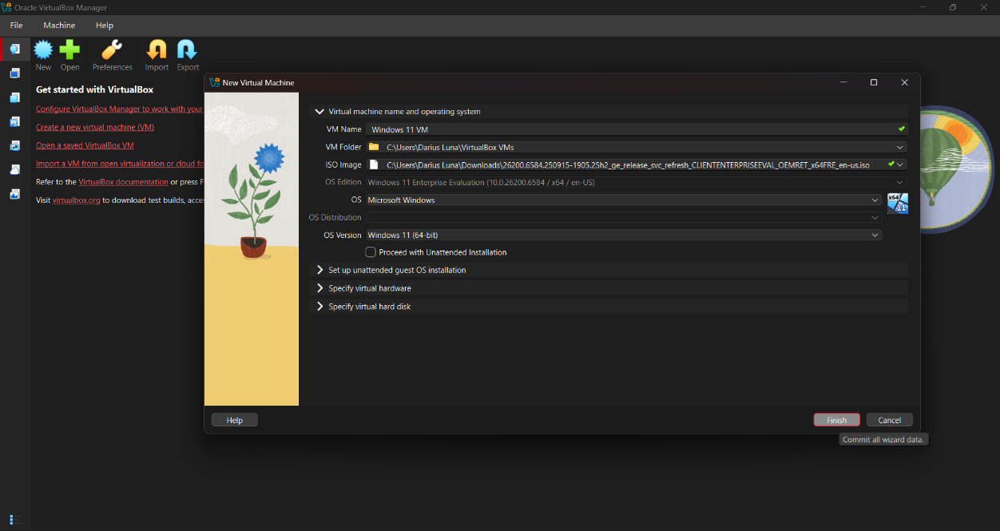 Oracle VirtualBox Manager
File Machine Help
New Open Preferences Import Export
Get started with VirtualBox
Configure VirtualBox Manager to work with your
Create a new virtual machine (VM)
Open a saved VirtualBox VM
Import a VM from open virtualization or cloud fo
Refer to the VirtualBox documentation or press F
Visit virtualbox.org to download test builds, acce
New Virtual Machine
Virtual machine name and operating system
VM Name Windows 11 VM
VM Folder C:\Users\Darius Luna\VirtualBox VMs
ISO Image C:\Users\Darius Luna\Downloads\26200.6584.250915-1905.25h2_ge_release_svc_refresh_CLIENTENTERPRISEEVAL_OEMRET_x64FRE_en-us.iso
OS Edition Windows 11 Enterprise Evaluation (10.0.26200.6584 / x64 / en-US)
OS Microsoft Windows
x64
11
OS Distribution
OS Version Windows 11 (64-bit)
Proceed with Unattended Installation
Set up unattended guest OS installation
Specify virtual hardware
Specify virtual hard disk
Help Finish Cancel
Commit all wizard data.